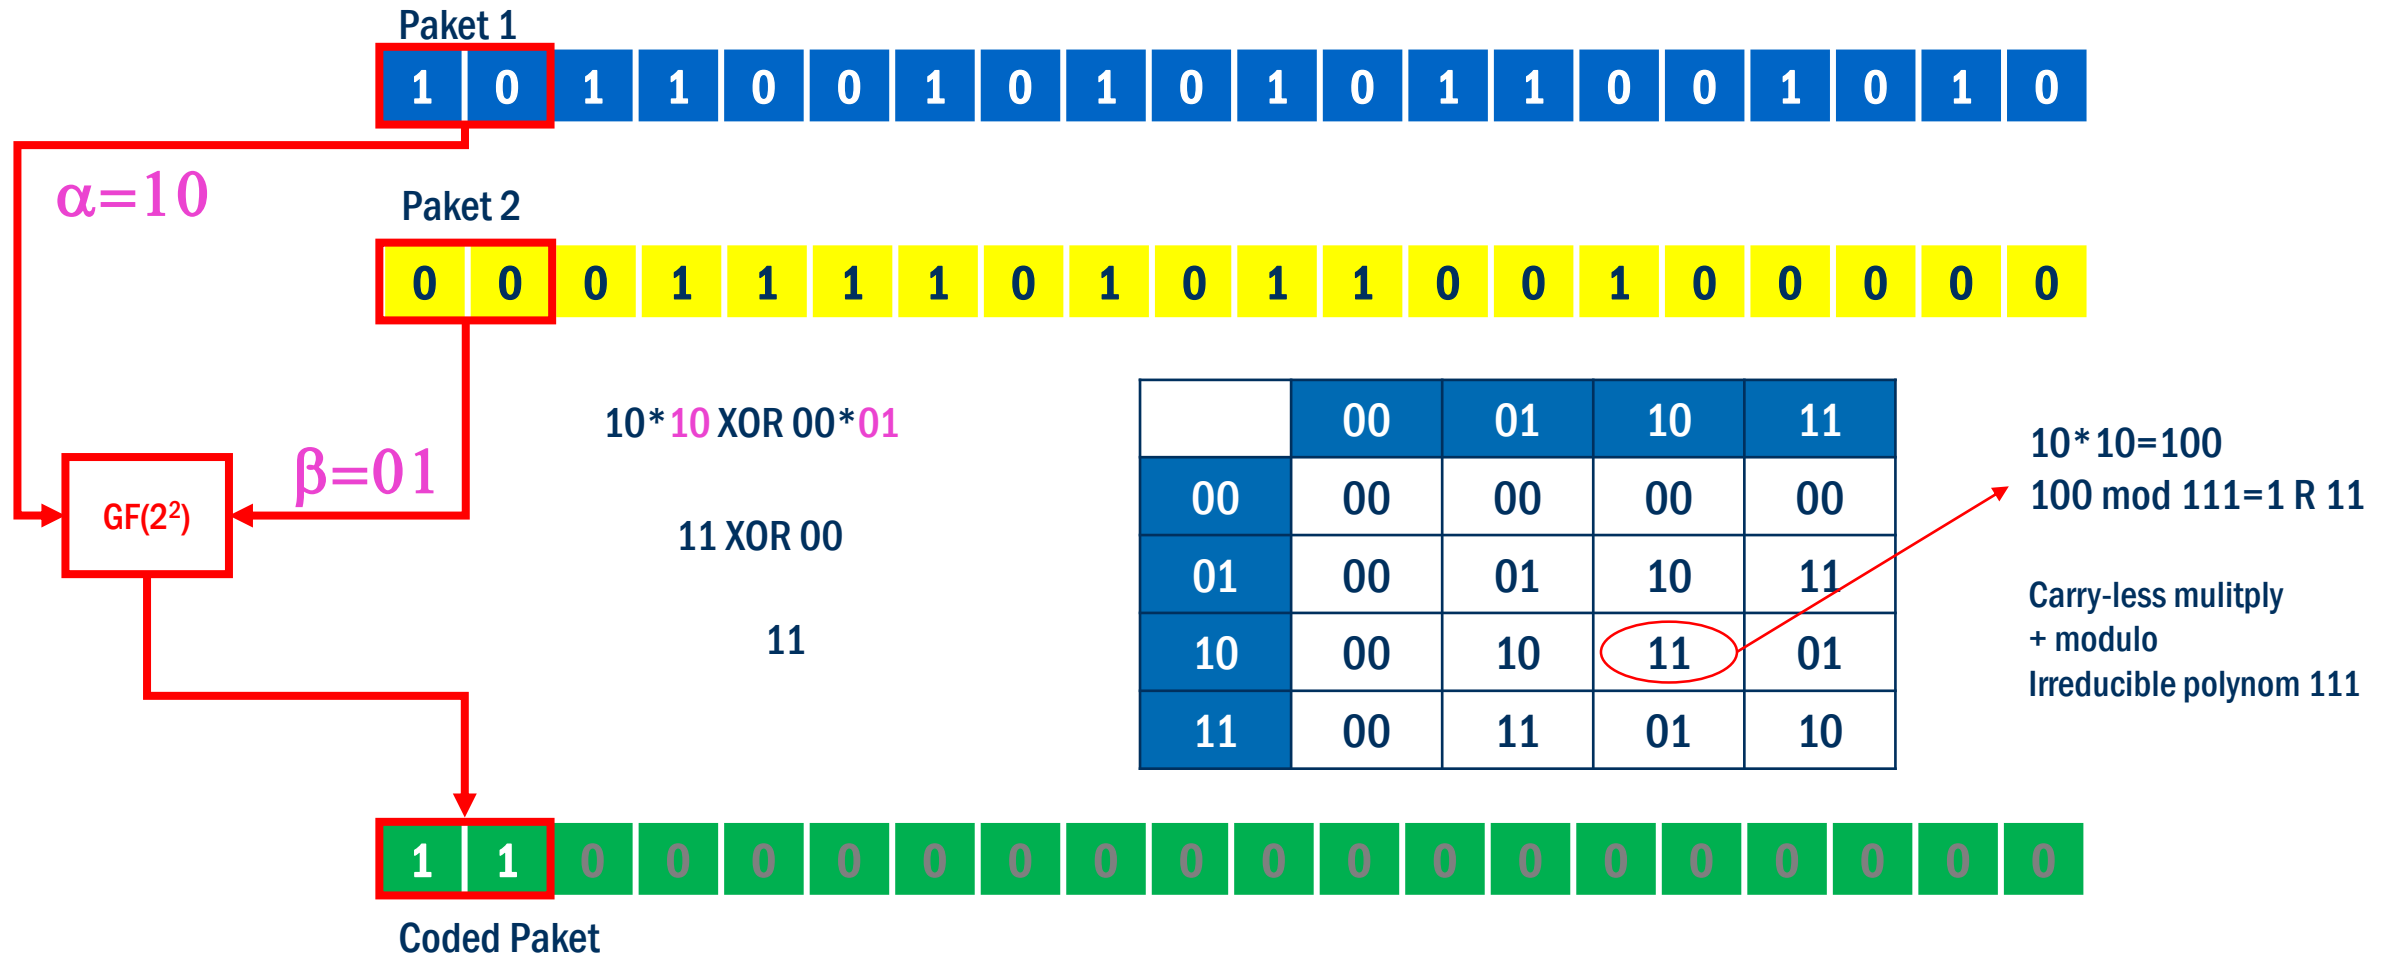 Paket 1
1 0 1 1 0 0 1 0 1 0 1 0 1 1 0 0 1 0 1 0
α=10
Paket 2
0 0 0 1 1 1 1 0 1 0 1 1 0 0 1 0 0 0 0 0
10*10 XOR 00*01
11 XOR 00
11
β=01
GF(2²)
00 01 10 11
00 00 00 00 00
01 00 01 10 11
10 00 10 11 01
11 00 11 01 10
10*10=100
100 mod 111=1 R 11
Carry-less mulitply
+ modulo
Irreducible polynom 111
1 1 0 0 0 0 0 0 0 0 0 0 0 0 0 0 0 0 0 0
Coded Paket